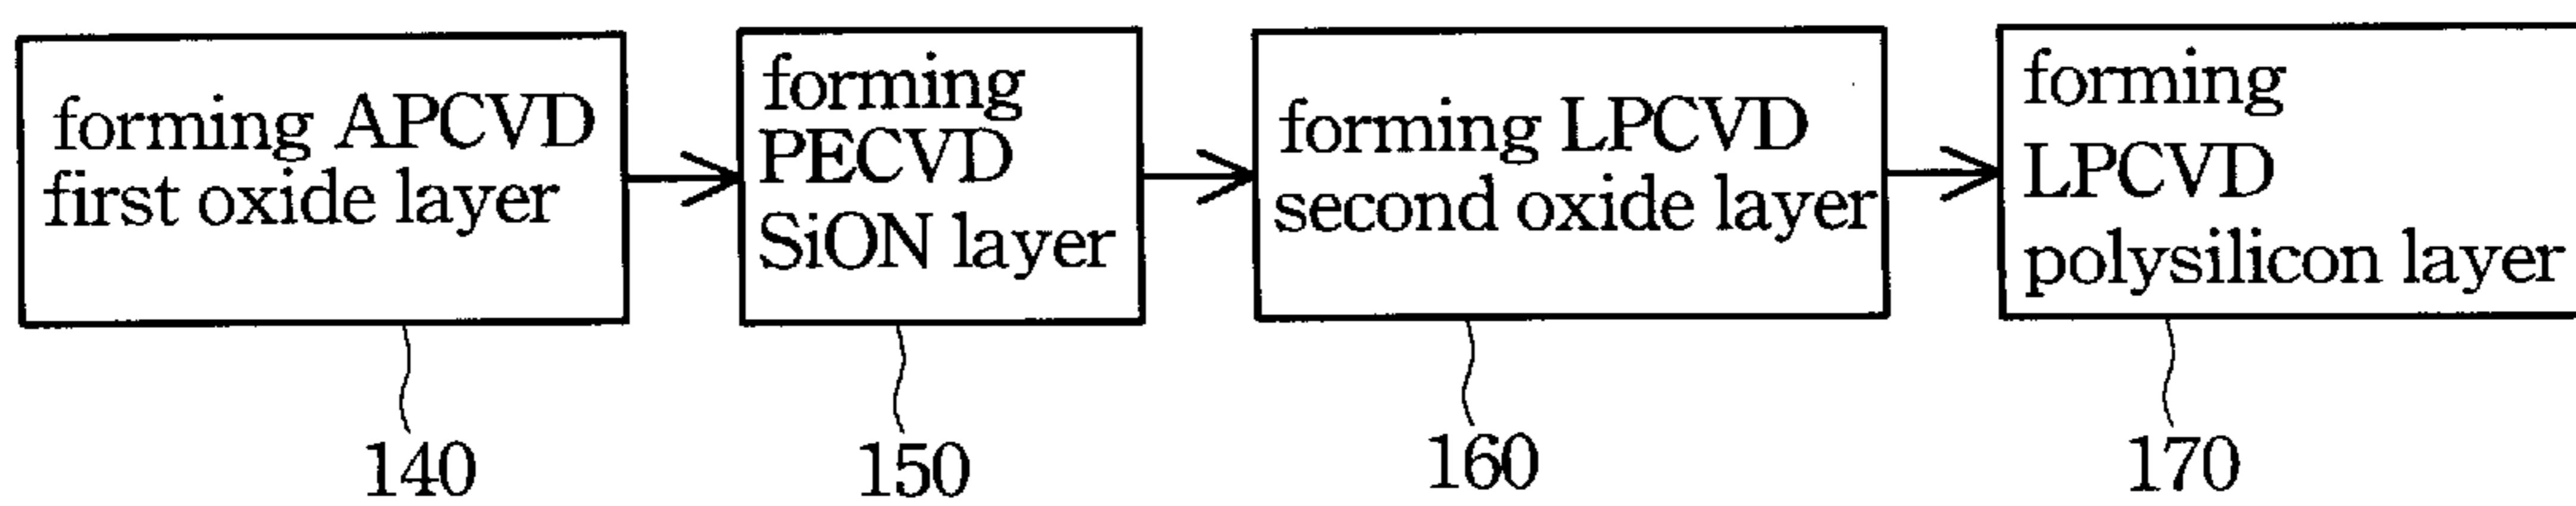 forming APCVD
first oxide layer
forming
PECVD
SiON layer
forming LPCVD
second oxide layer
forming
LPCVD
polysilicon layer
140
150
160
170